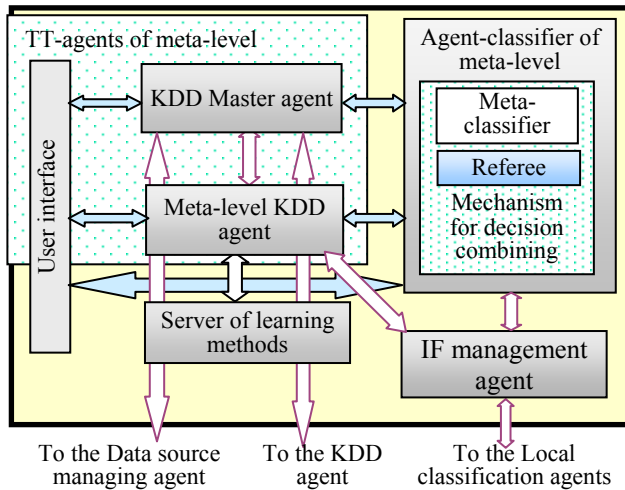 TT-agents of meta-level
User interface
KDD Master agent
Meta-level KDD
agent
Server of learning
methods
Agent-classifier of
meta-level
Meta-
classifier
Referee
Mechanism
for decision
combining
IF management
agent
To the Data source
managing agent
To the KDD
agent
To the Local
classification agents